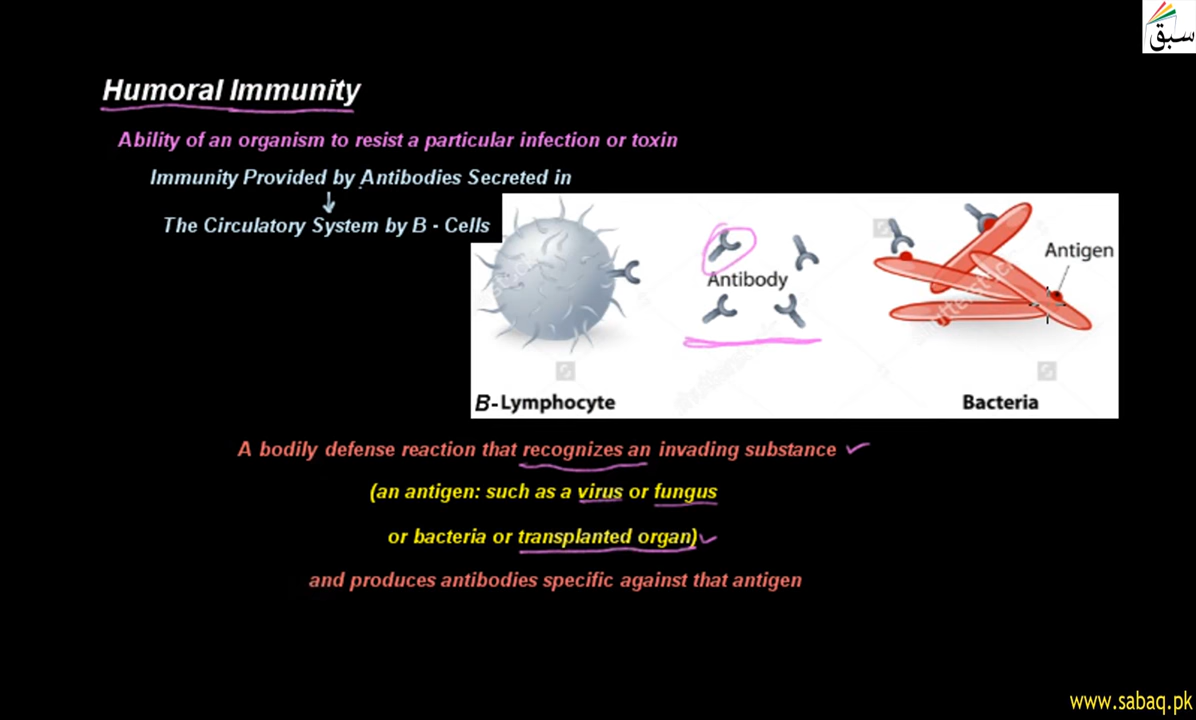 سبق
Humoral Immunity
Ability of an organism to resist a particular infection or toxin
Immunity Provided by Antibodies Secreted in
The Circulatory System by B - Cells
Antigen
Antibody
B-Lymphocyte
Bacteria
A bodily defense reaction that recognizes an invading substance
(an antigen: such as a virus or fungus
or bacteria or transplanted organ)
and produces antibodies specific against that antigen
www.sabaq.pk